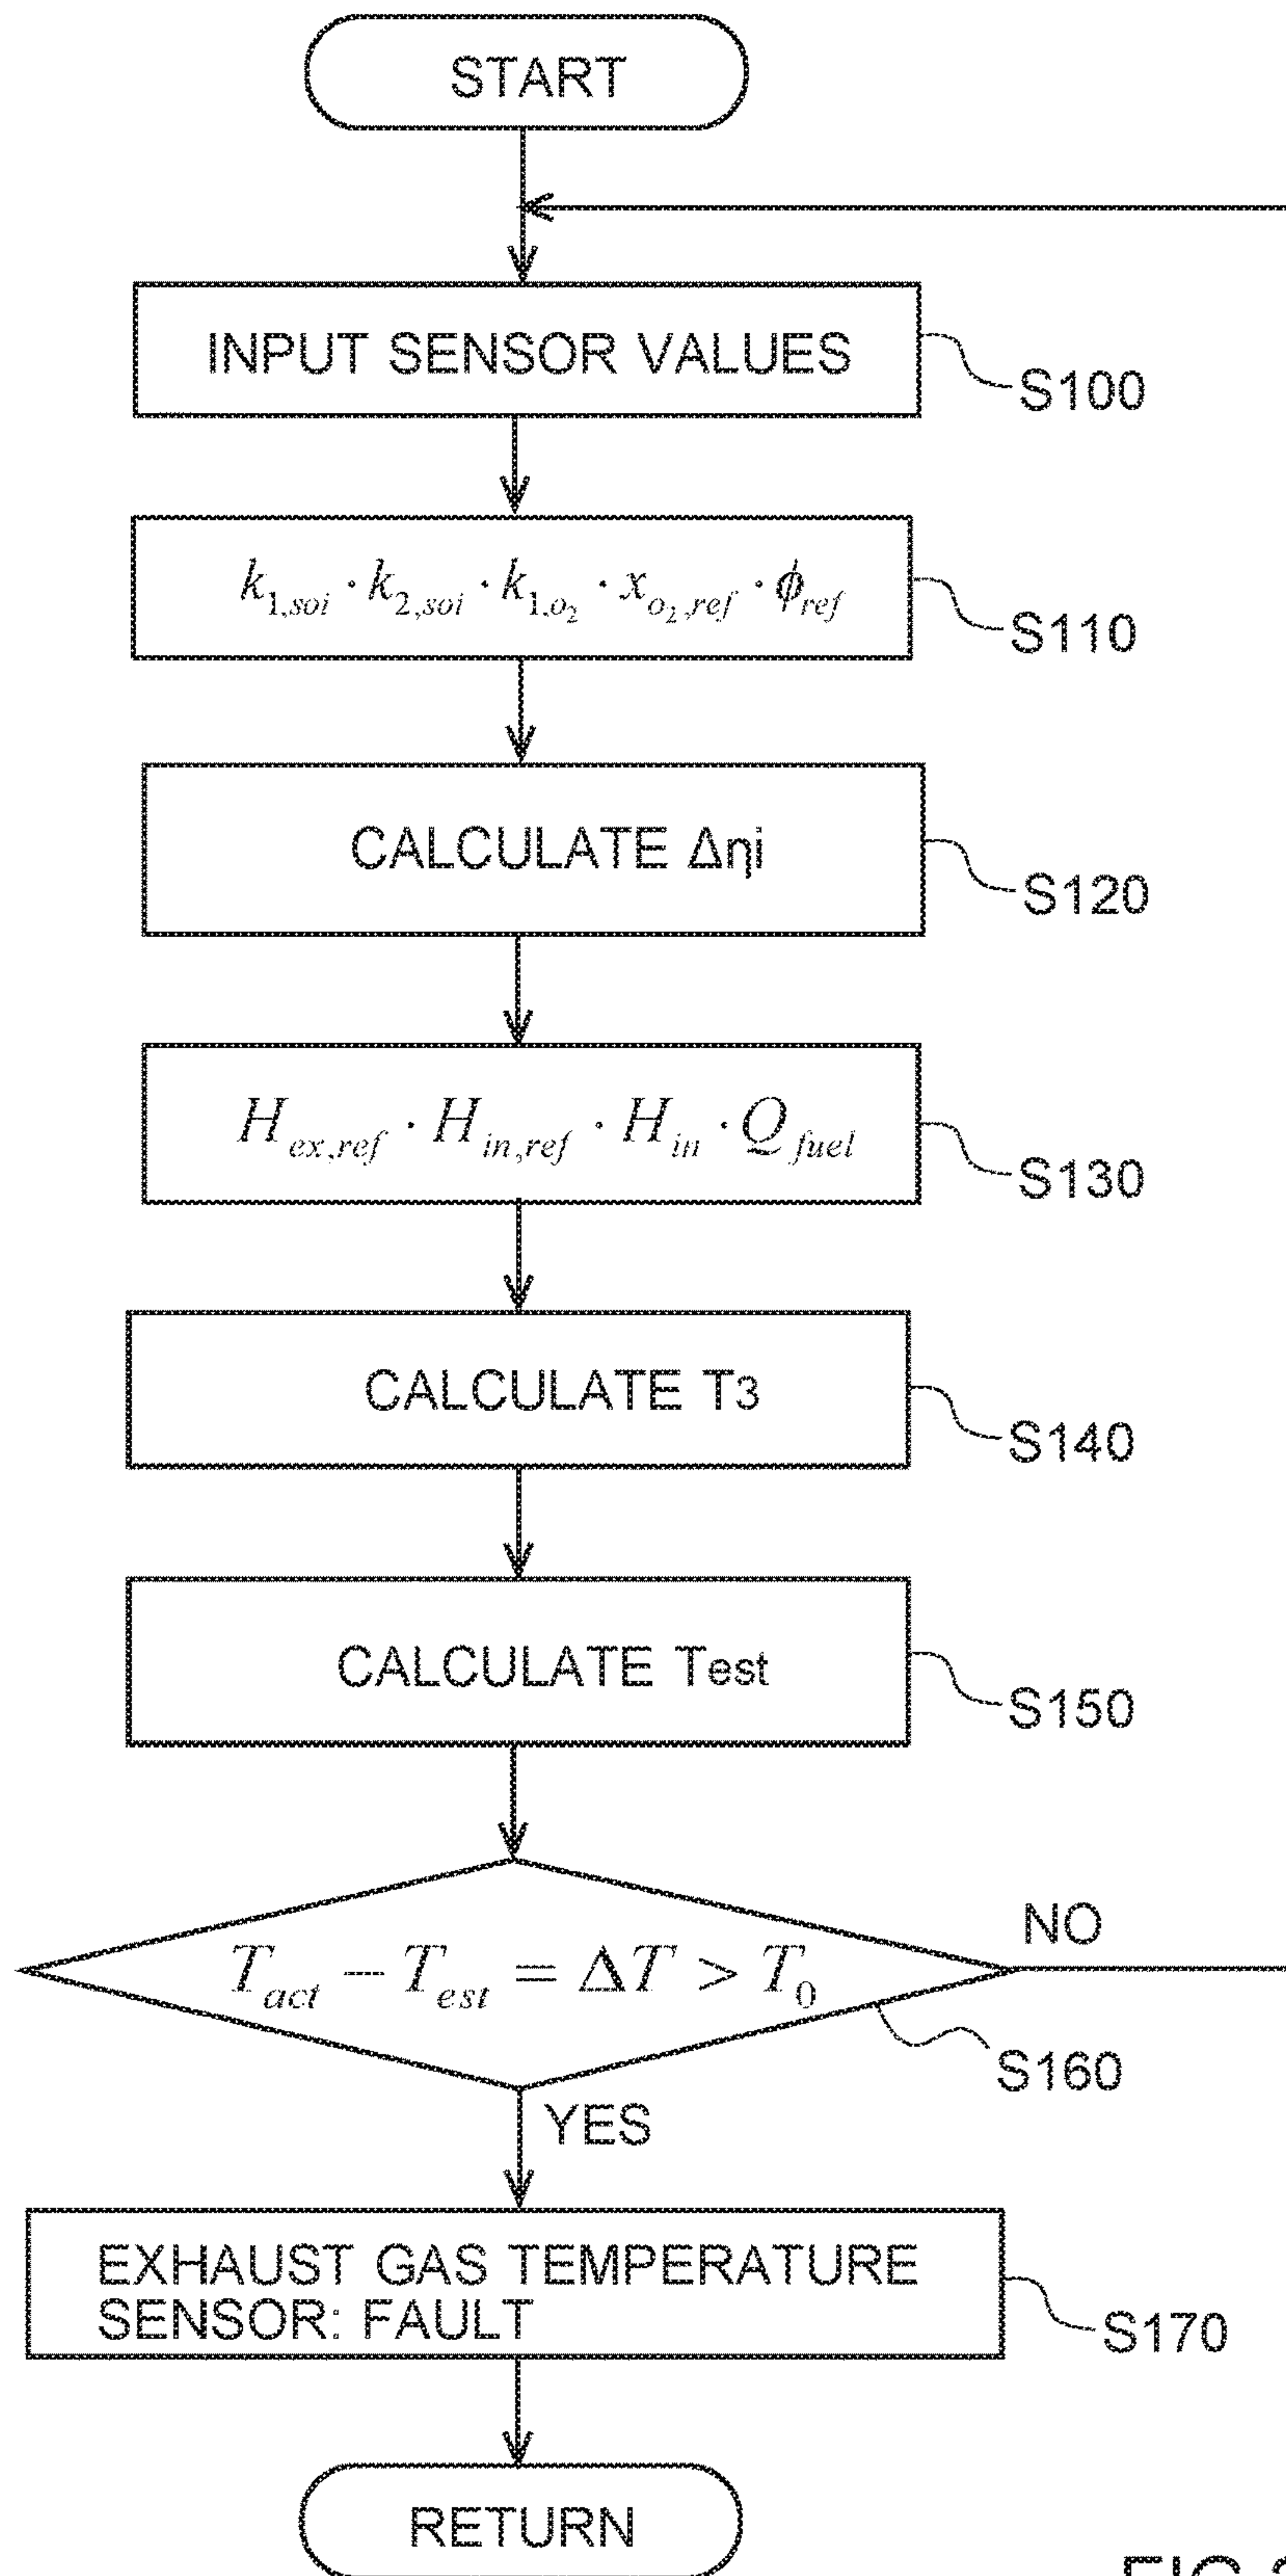 START
INPUT SENSOR VALUES
S100
k₁,soi · k₂,soi · k₁,o₂ · xo₂,ref · ϕref
S110
CALCULATE Δηi
S120
Hex,ref · Hin,ref · Hin · Qfuel
S130
CALCULATE T3
S140
CALCULATE Test
S150
Tact − Test = ΔT > T₀
NO
S160
YES
EXHAUST GAS TEMPERATURE
SENSOR: FAULT
S170
RETURN